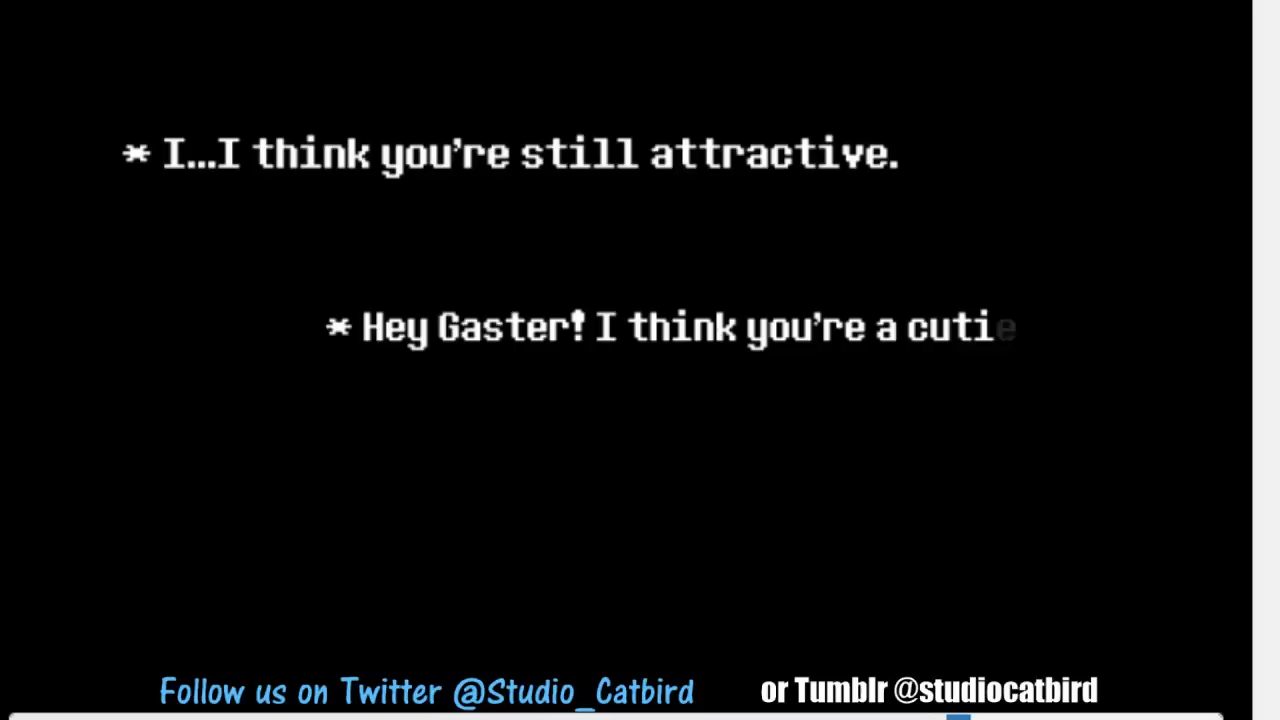 * I...I think you're still attractive.
* Hey Gaster! I think you're a cutie
Follow us on Twitter @Studio_Catbird or Tumblr @studiocatbird